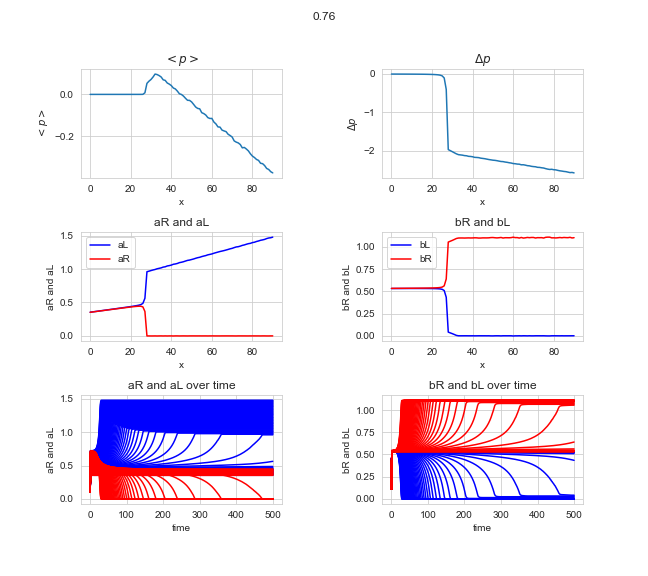 0.76
< p >
Δp
0.0
−0.2
< p >
0 20 40 60 80
x
0
−1
−2
Δp
0 20 40 60 80
x
aR and aL
bR and bL
1.5
1.0
0.5
0.0
aR and aL
aL
aR
0 20 40 60 80
x
1.00
0.75
0.50
0.25
0.00
bR and bL
bL
bR
0 20 40 60 80
x
aR and aL over time
bR and bL over time
1.5
1.0
0.5
0.0
aR and aL
0 100 200 300 400 500
time
1.00
0.75
0.50
0.25
0.00
bR and bL
0 100 200 300 400 500
time